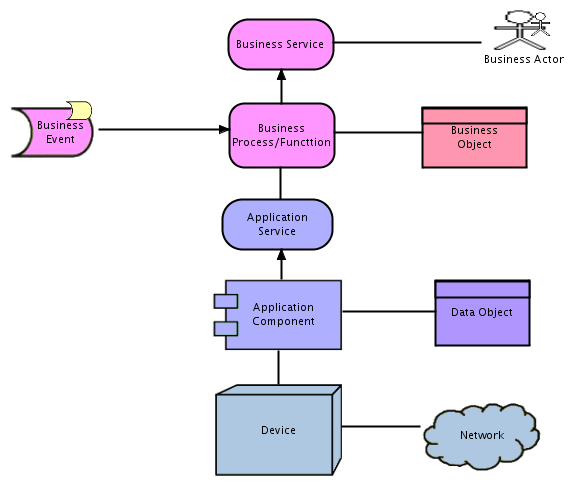 Business Service
Business Actor
Business
Event
Business
Process/Functtion
Business
Object
Application
Service
Application
Component
Data Object
Device
Network